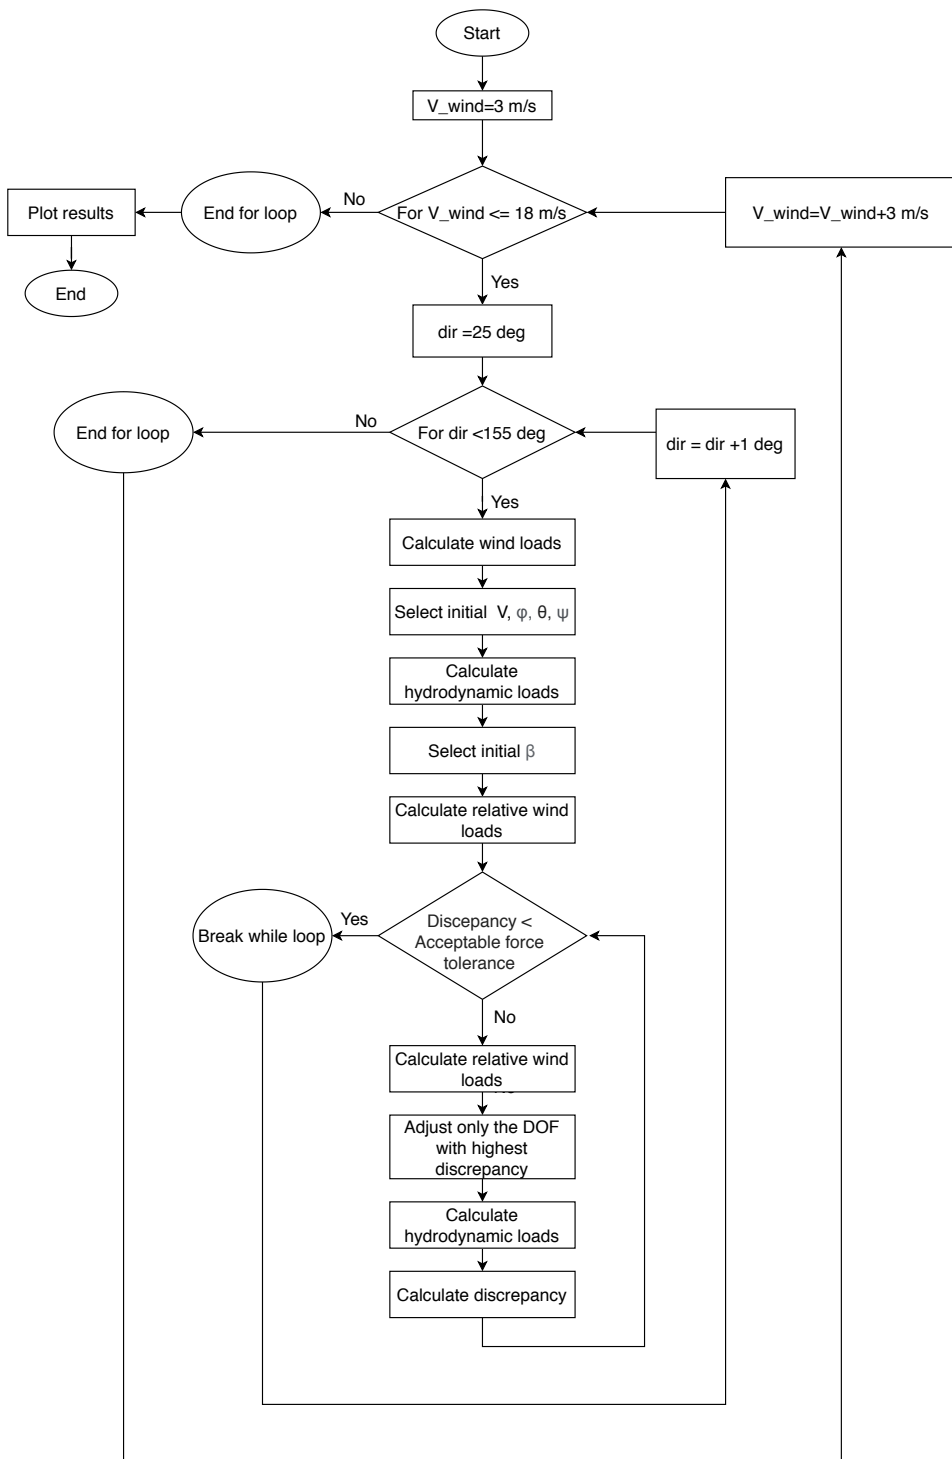 Start
V_wind=3 m/s
For V_wind <= 18 m/s
No
End for loop
Plot results
End
V_wind=V_wind+3 m/s
Yes
dir =25 deg
For dir <155 deg
No
End for loop
dir = dir +1 deg
Yes
Calculate wind loads
Select initial  V, φ, θ, ψ
Calculate
hydrodynamic loads
Select initial β
Calculate relative wind
loads
Discepancy <
Acceptable force
tolerance
Yes
Break while loop
No
Calculate relative wind
loads
Adjust only the DOF
with highest
discrepancy
Calculate
hydrodynamic loads
Calculate discrepancy